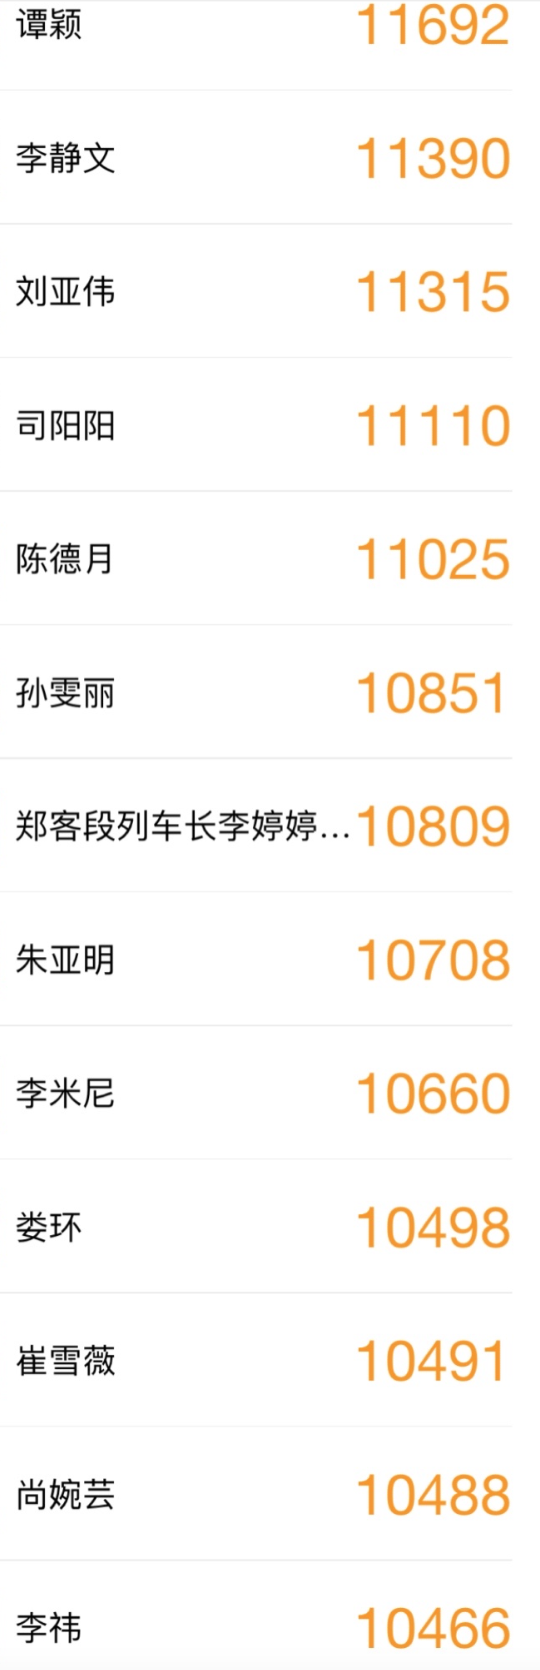 谭颖 11692
李静文 11390
刘亚伟 11315
司阳阳 11110
陈德月 11025
孙雯丽 10851
郑客段列车长李婷婷... 10809
朱亚明 10708
李米尼 10660
娄环 10498
崔雪薇 10491
尚婉芸 10488
李祎 10466